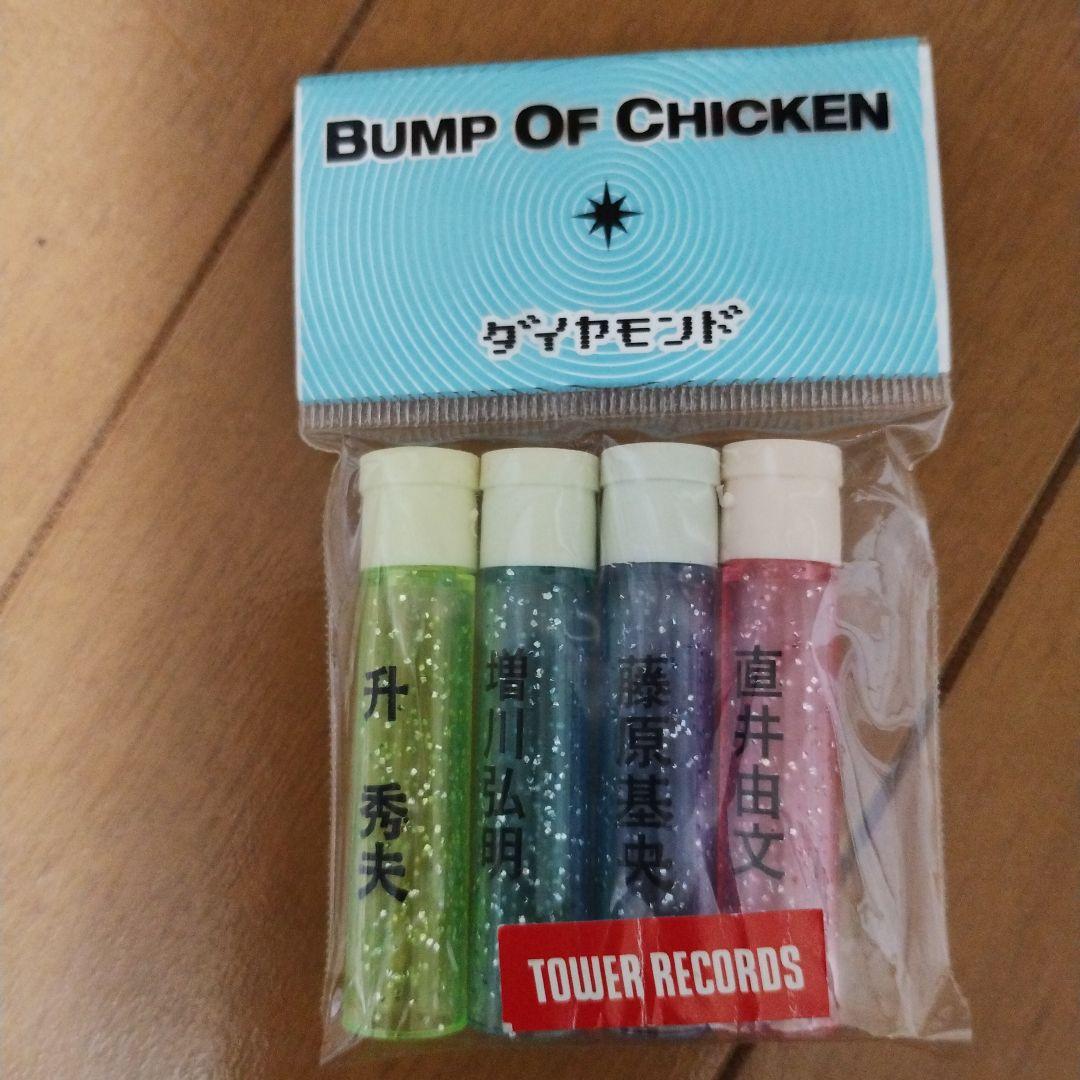 BUMP OF CHICKEN
ダイヤモンド
升 秀夫
増川弘明
藤原基央
直井由文
TOWER RECORDS